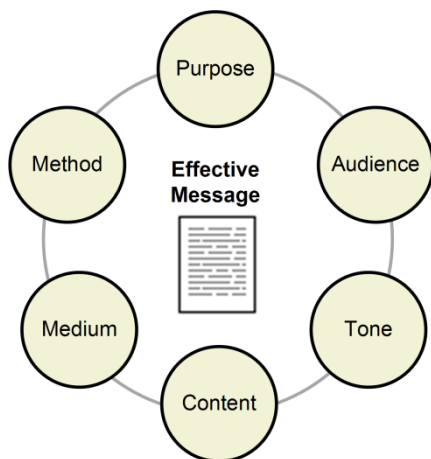 Purpose
Method
Audience
Effective
Message
Medium
Tone
Content